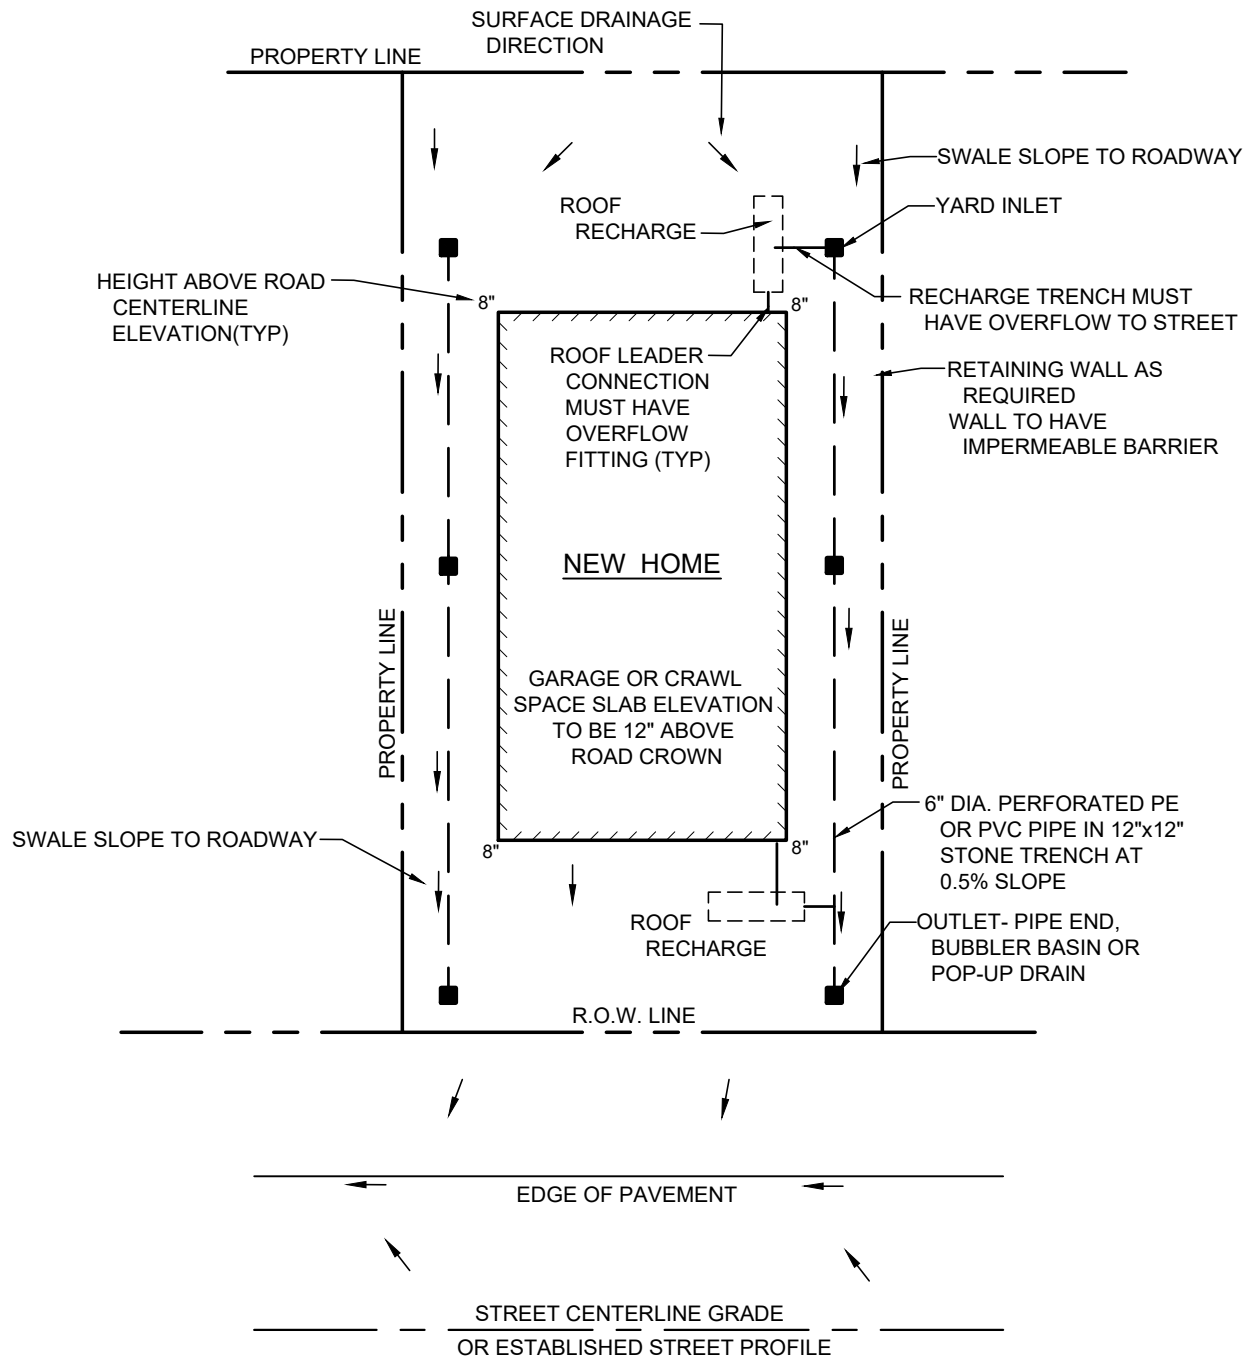 SURFACE DRAINAGE
DIRECTION
PROPERTY LINE
SWALE SLOPE TO ROADWAY
ROOF
RECHARGE
YARD INLET
HEIGHT ABOVE ROAD
CENTERLINE
ELEVATION(TYP)
8"
8"
RECHARGE TRENCH MUST
HAVE OVERFLOW TO STREET
ROOF LEADER
CONNECTION
MUST HAVE
OVERFLOW
FITTING (TYP)
RETAINING WALL AS
REQUIRED
WALL TO HAVE
IMPERMEABLE BARRIER
NEW HOME
PROPERTY LINE
PROPERTY LINE
GARAGE OR CRAWL
SPACE SLAB ELEVATION
TO BE 12" ABOVE
ROAD CROWN
6" DIA. PERFORATED PE
OR PVC PIPE IN 12"x12"
STONE TRENCH AT
0.5% SLOPE
SWALE SLOPE TO ROADWAY
8"
8"
ROOF
RECHARGE
OUTLET- PIPE END,
BUBBLER BASIN OR
POP-UP DRAIN
R.O.W. LINE
EDGE OF PAVEMENT
STREET CENTERLINE GRADE
OR ESTABLISHED STREET PROFILE